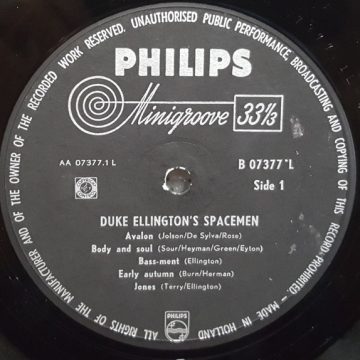 ALL RIGHTS OF THE MANUFACTURER AND OF THE OWNER OF THE RECORDED WORK RESERVED. UNAUTHORISED PUBLIC PERFORMANCE, BROADCASTING AND COPYING OF THIS RECORD PROHIBITED - MADE IN HOLLAND
PHILIPS
Minigroove 33⅓
AA 07377.1 L
B 07377 L
Side 1
DUKE ELLINGTON'S SPACEMEN
Avalon (Jolson/De Sylva/Rose)
Body and soul (Sour/Heyman/Green/Eyton)
Bass-ment (Ellington)
Early autumn (Burn/Herman)
Jones (Terry/Ellington)
PHILIPS